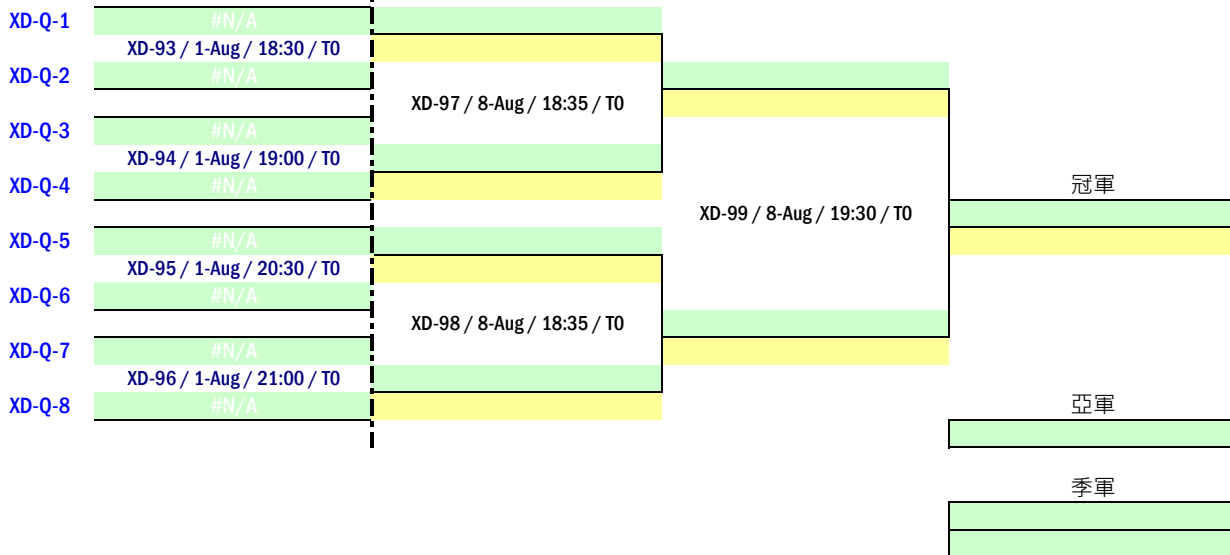 XD-Q-1 #N/A
XD-93 / 1-Aug / 18:30 / T0
XD-Q-2 #N/A
XD-97 / 8-Aug / 18:35 / T0
XD-Q-3 #N/A
XD-94 / 1-Aug / 19:00 / T0
XD-Q-4 #N/A
冠軍
XD-99 / 8-Aug / 19:30 / T0
XD-Q-5 #N/A
XD-95 / 1-Aug / 20:30 / T0
XD-Q-6 #N/A
XD-98 / 8-Aug / 18:35 / T0
XD-Q-7 #N/A
XD-96 / 1-Aug / 21:00 / T0
XD-Q-8 #N/A
亞軍
季軍